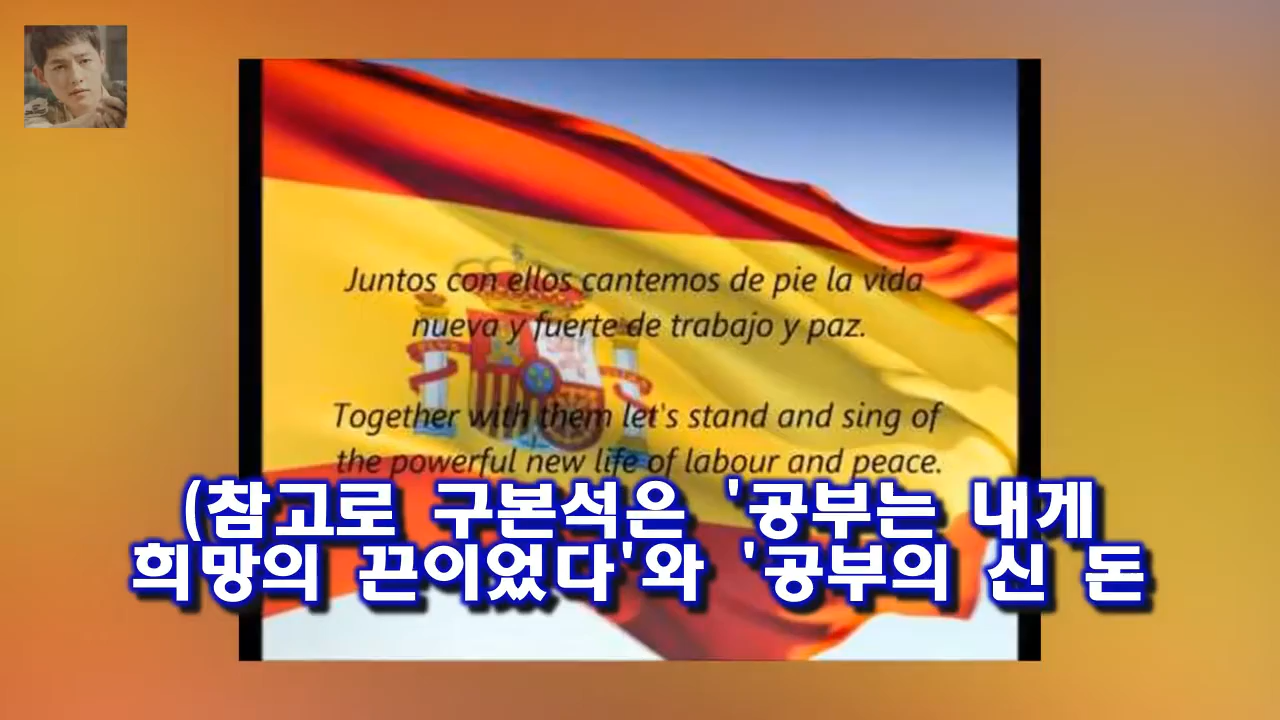 Juntos con ellos cantemos de pie la vida
nueva y fuerte de trabajo y paz.
Together with them let's stand and sing of
the powerful new life of labour and peace.
(참고로 구본석은 '공부는 내게
희망의 끈이었다'와 '공부의 신 돈